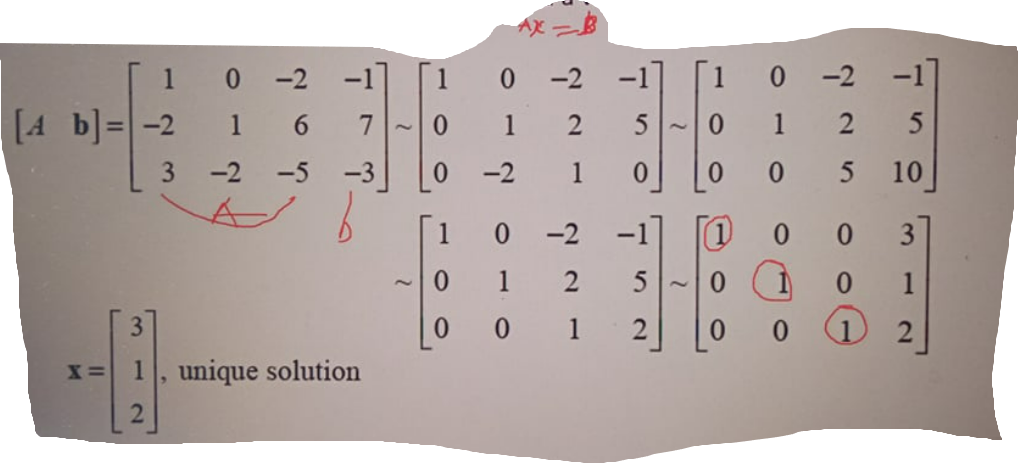 AX = B
[A b] = [1 0 −2 −1; −2 1 6 7; 3 −2 −5 −3] ~ [1 0 −2 −1; 0 1 2 5; 0 −2 1 0] ~ [1 0 −2 −1; 0 1 2 5; 0 0 5 10]
A b
~ [1 0 −2 −1; 0 1 2 5; 0 0 1 2] ~ [1 0 0 3; 0 1 0 1; 0 0 1 2]
x = [3; 1; 2], unique solution